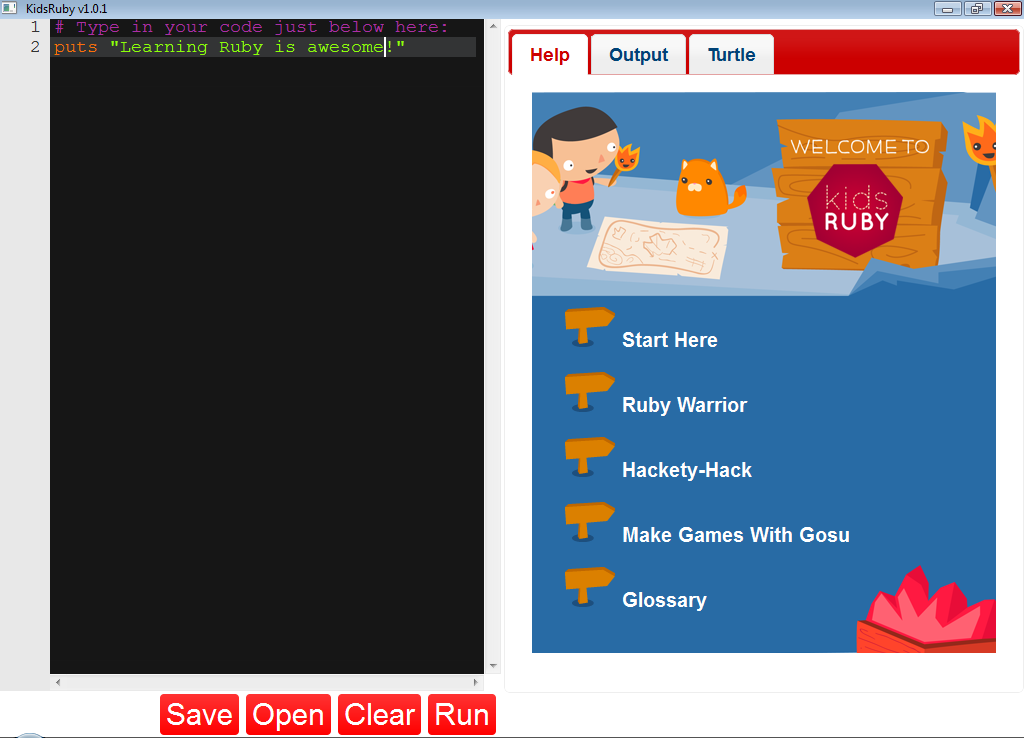 KidsRuby v1.0.1
1 # Type in your code just below here:
2 puts "Learning Ruby is awesome!"
Help Output Turtle
WELCOME TO
kids
RUBY
Start Here
Ruby Warrior
Hackety-Hack
Make Games With Gosu
Glossary
Save Open Clear Run